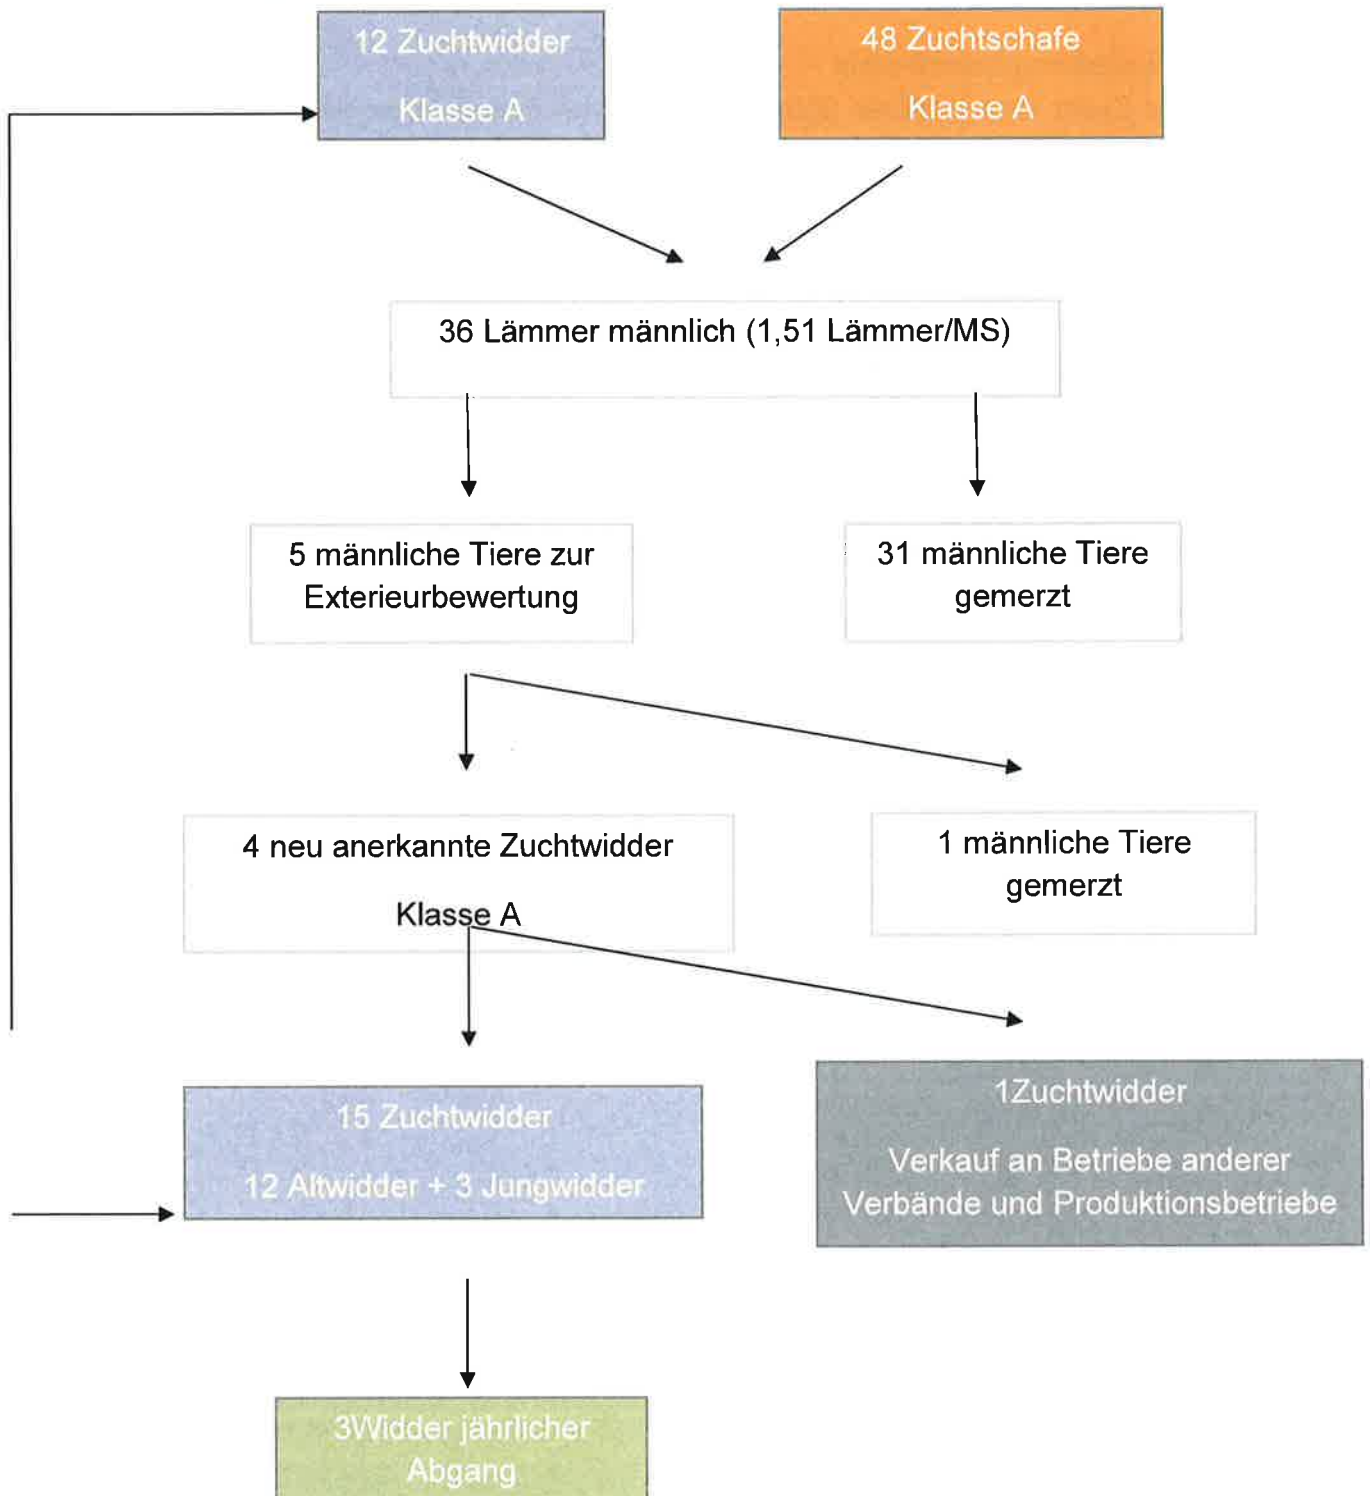 12 Zuchtwidder
Klasse A
48 Zuchtschafe
Klasse A
36 Lämmer männlich (1,51 Lämmer/MS)
5 männliche Tiere zur
Exterieurbewertung
31 männliche Tiere
gemerzt
4 neu anerkannte Zuchtwidder
Klasse A
1 männliche Tiere
gemerzt
15 Zuchtwidder
12 Altwidder + 3 Jungwidder
1Zuchtwidder
Verkauf an Betriebe anderer
Verbände und Produktionsbetriebe
3Widder jährlicher
Abgang